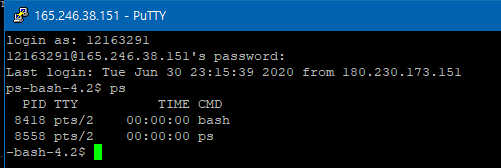 165.246.38.151 - PuTTY
login as: 12163291
12163291@165.246.38.151's password:
Last login: Tue Jun 30 23:15:39 2020 from 180.230.173.151
ps-bash-4.2$ ps
  PID TTY          TIME CMD
 8418 pts/2    00:00:00 bash
 8558 pts/2    00:00:00 ps
-bash-4.2$